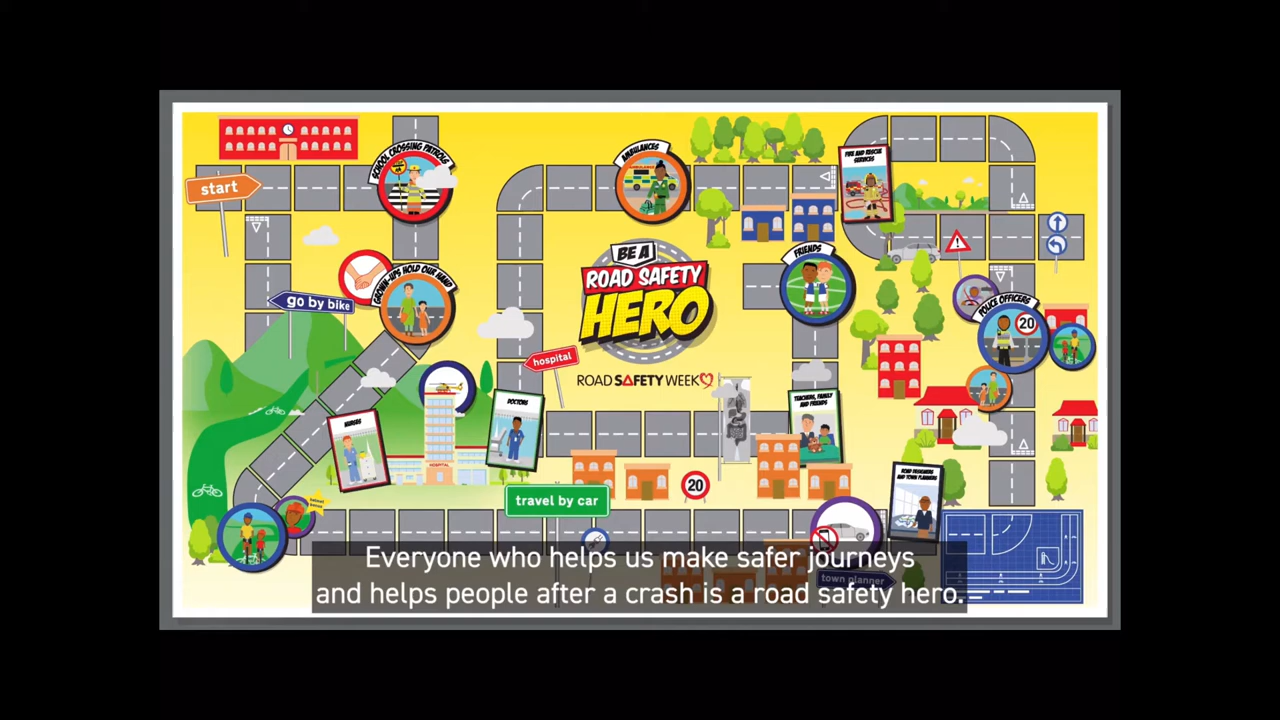 start
SCHOOL CROSSING PATROLS
AMBULANCES
AMBULANCE
FIRE AND RESCUE
SERVICES
GROWN-UPS HOLD OUR HAND
go by bike
BE A
ROAD SAFETY
HERO
ROAD SAFETY WEEK
FRIENDS
POLICE OFFICERS
20
hospital
NURSES
HOSPITAL
DOCTORS
TEACHERS, FAMILY
AND FRIENDS
20
ROAD DESIGNERS
AND TOWN PLANNERS
travel by car
town planner
Everyone who helps us make safer journeys
and helps people after a crash is a road safety hero.